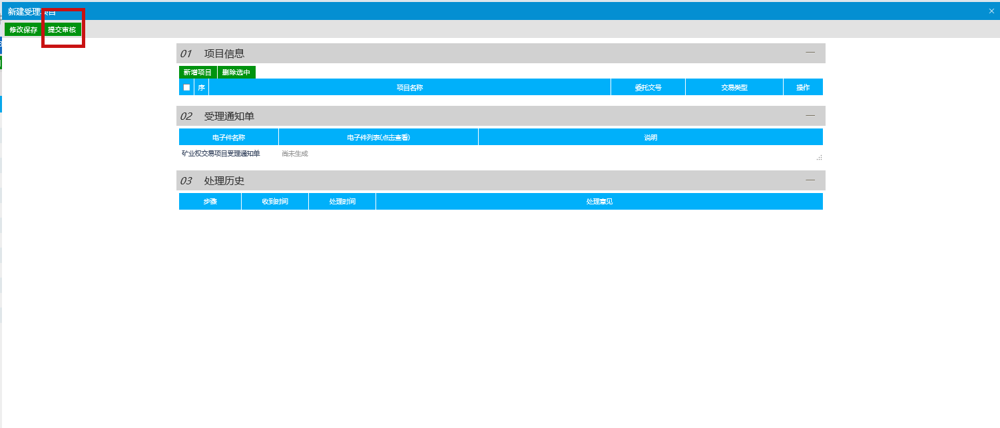 新建受理项目
修改保存 提交审核
01 项目信息
新增项目 删除选中
序 项目名称 委托文号 交易类型 操作
02 受理通知单
电子件名称 电子件列表(点击查看) 说明
矿业权交易项目受理通知单 尚未生成
03 处理历史
步骤 收到时间 处理时间 处理意见